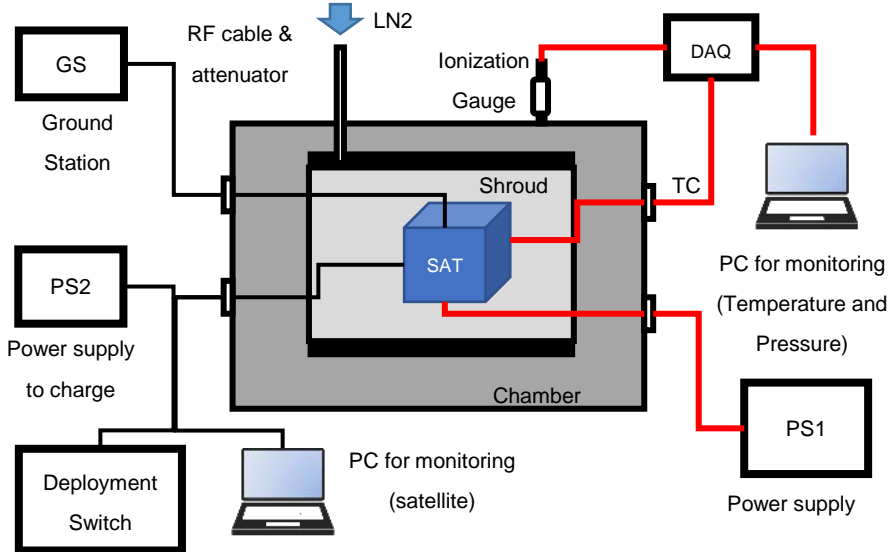 RF cable &
attenuator
LN2
GS
Ground
Station
Ionization
Gauge
DAQ
Shroud
TC
SAT
PC for monitoring
(Temperature and
Pressure)
PS2
Power supply
to charge
Chamber
PS1
Power supply
Deployment
Switch
PC for monitoring
(satellite)